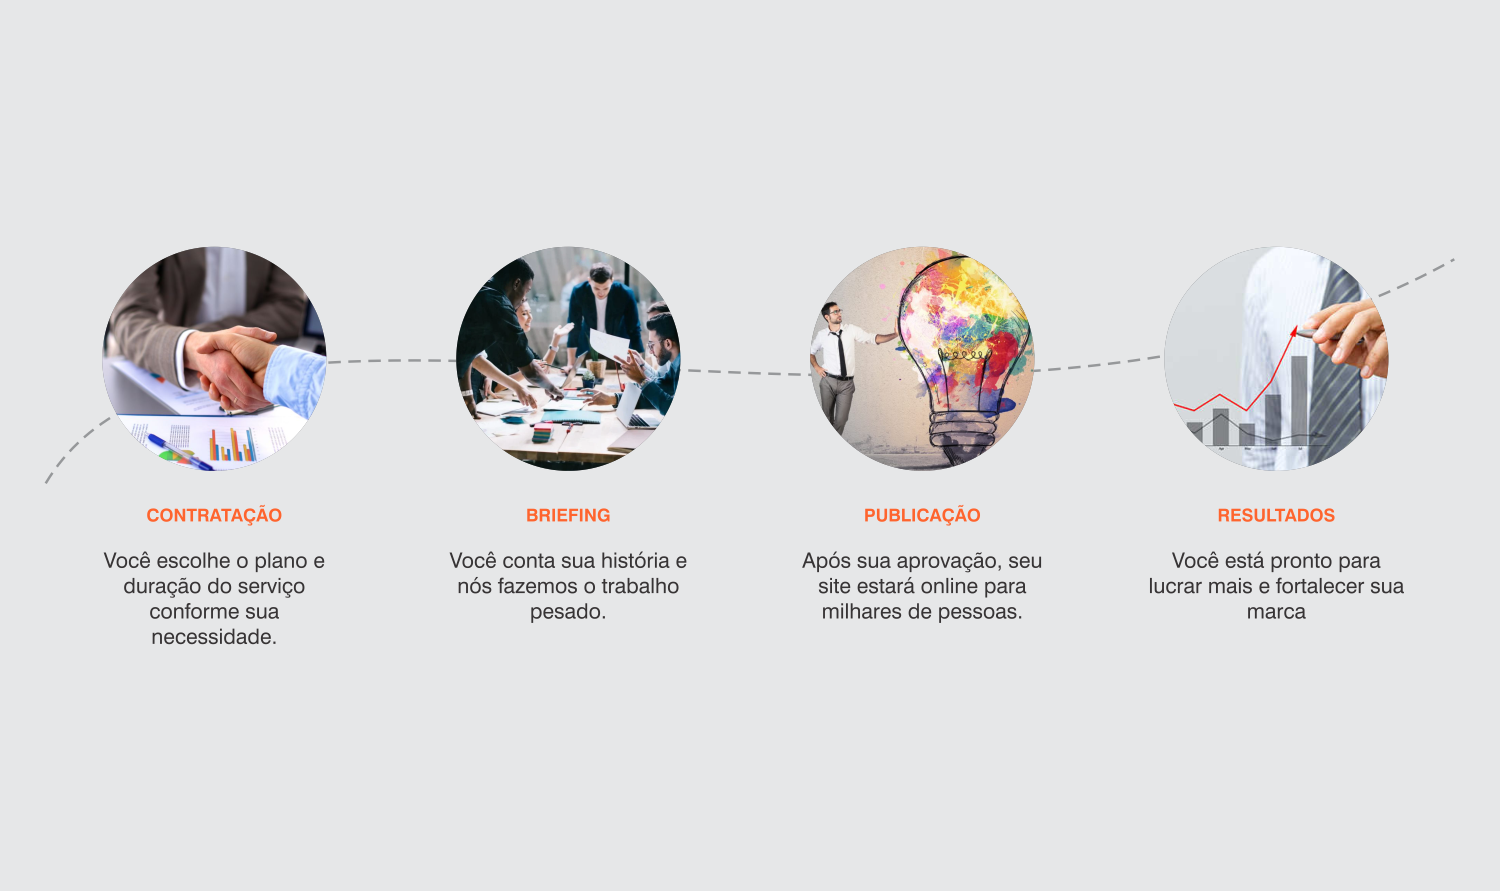 CONTRATAÇÃO
Você escolhe o plano e
duração do serviço
conforme sua
necessidade.
BRIEFING
Você conta sua história e
nós fazemos o trabalho
pesado.
PUBLICAÇÃO
Após sua aprovação, seu
site estará online para
milhares de pessoas.
RESULTADOS
Você está pronto para
lucrar mais e fortalecer sua
marca